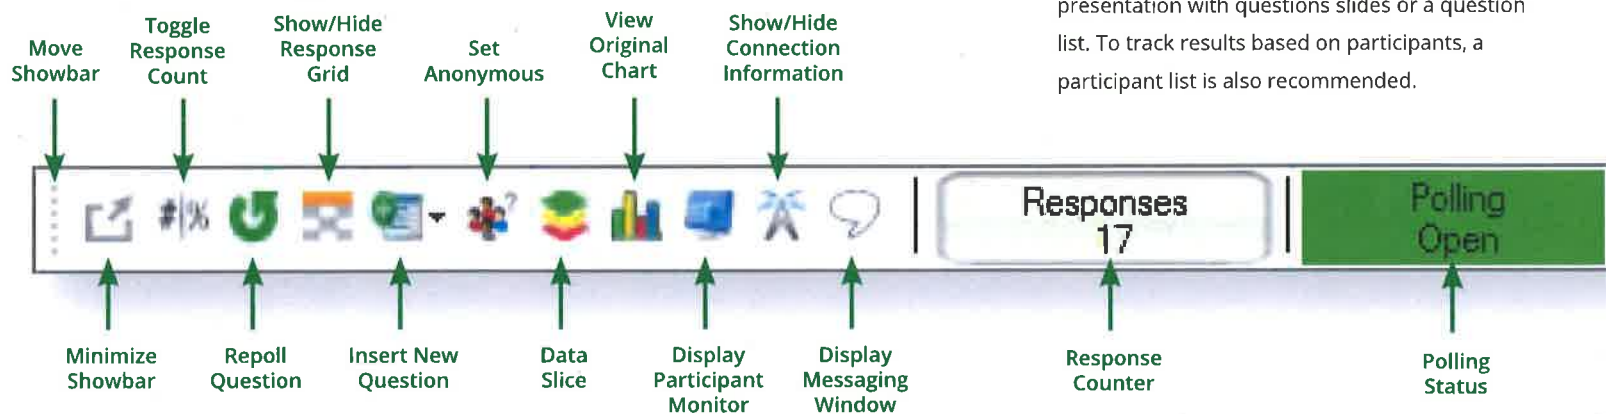 presentation with questions slides or a question
list. To track results based on participants, a
participant list is also recommended.
Move
Showbar
Toggle
Response
Count
Show/Hide
Response
Grid
Set
Anonymous
View
Original
Chart
Show/Hide
Connection
Information
#|%
?
Responses
17
Polling
Open
Minimize
Showbar
Repoll
Question
Insert New
Question
Data
Slice
Display
Participant
Monitor
Display
Messaging
Window
Response
Counter
Polling
Status